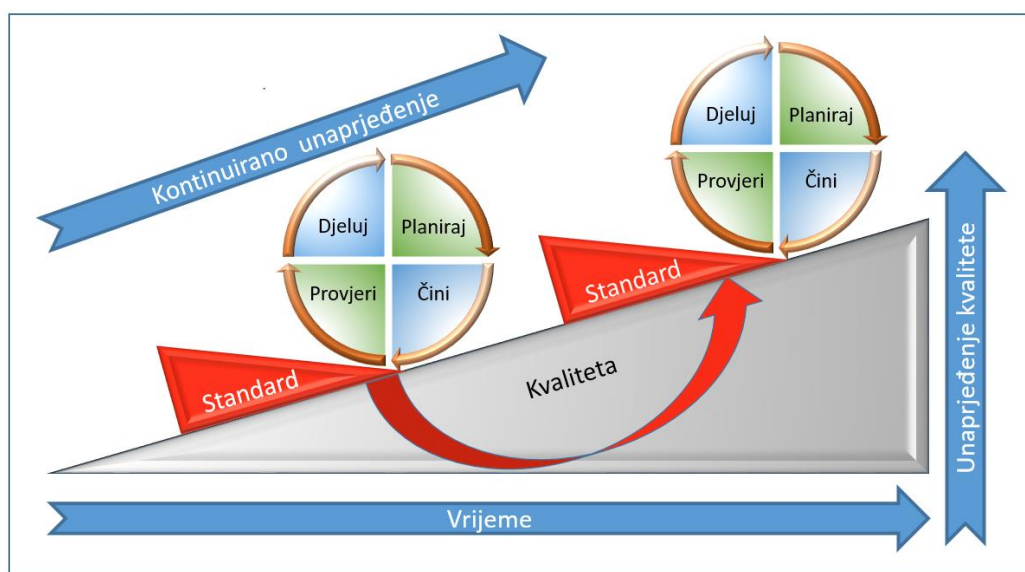 Kontinuirano unaprjeđenje
Djeluj
Planiraj
Provjeri
Čini
Djeluj
Planiraj
Provjeri
Čini
Standard
Standard
Kvaliteta
Unaprjeđenje kvalitete
Vrijeme